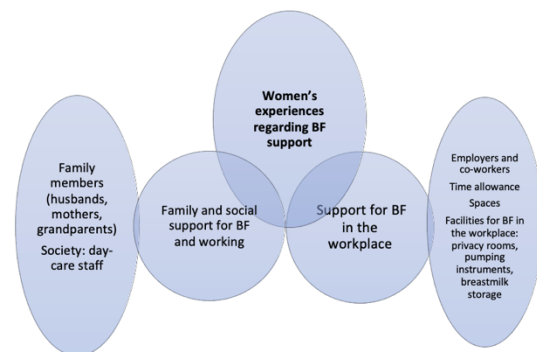 Women's
experiences
regarding BF
support
Family
members
(husbands,
mothers,
grandparents)
Society: day-
care staff
Family and social
support for BF
and working
Support for BF
in the
workplace
Employers and
co-workers
Time allowance
Spaces
Facilities for BF in
the workplace:
privacy rooms,
pumping
instruments,
breastmilk
storage